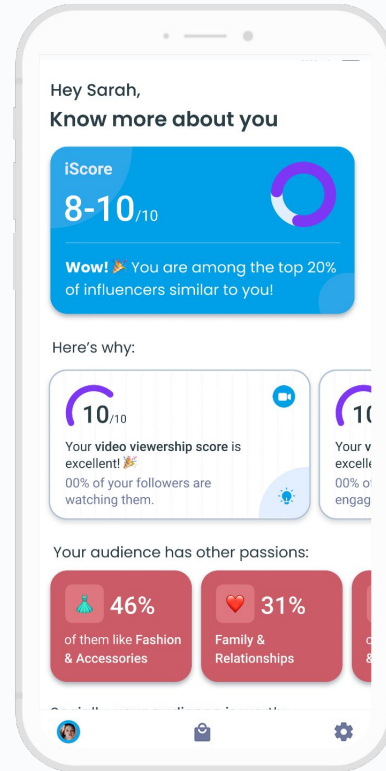 Hey Sarah,
Know more about you
iScore
8-10/10
Wow! 🎉 You are among the top 20%
of influencers similar to you!
Here's why:
10/10
Your video viewership score is
excellent! 🎉
00% of your followers are
watching them.
10
Your v
excelle
00% o
engag
Your audience has other passions:
46%
of them like Fashion
& Accessories
31%
Family &
Relationships